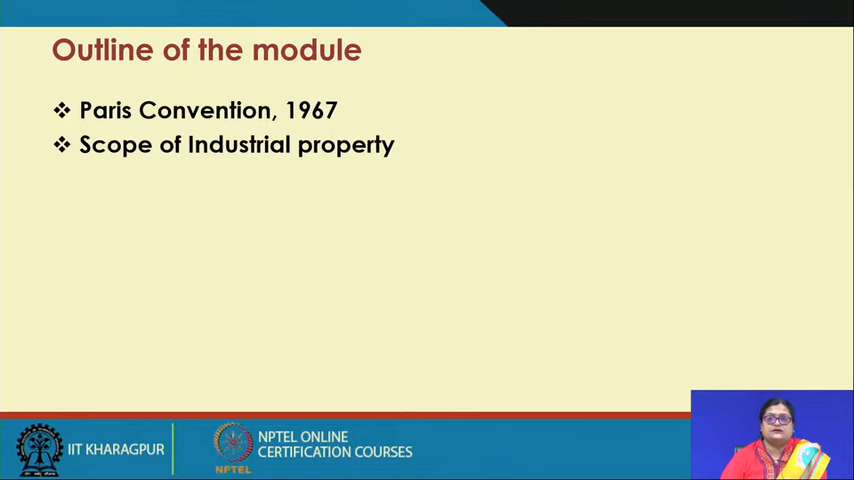 Outline of the module
❖ Paris Convention, 1967
❖ Scope of Industrial property
IIT KHARAGPUR
NPTEL ONLINE
CERTIFICATION COURSES
NPTEL